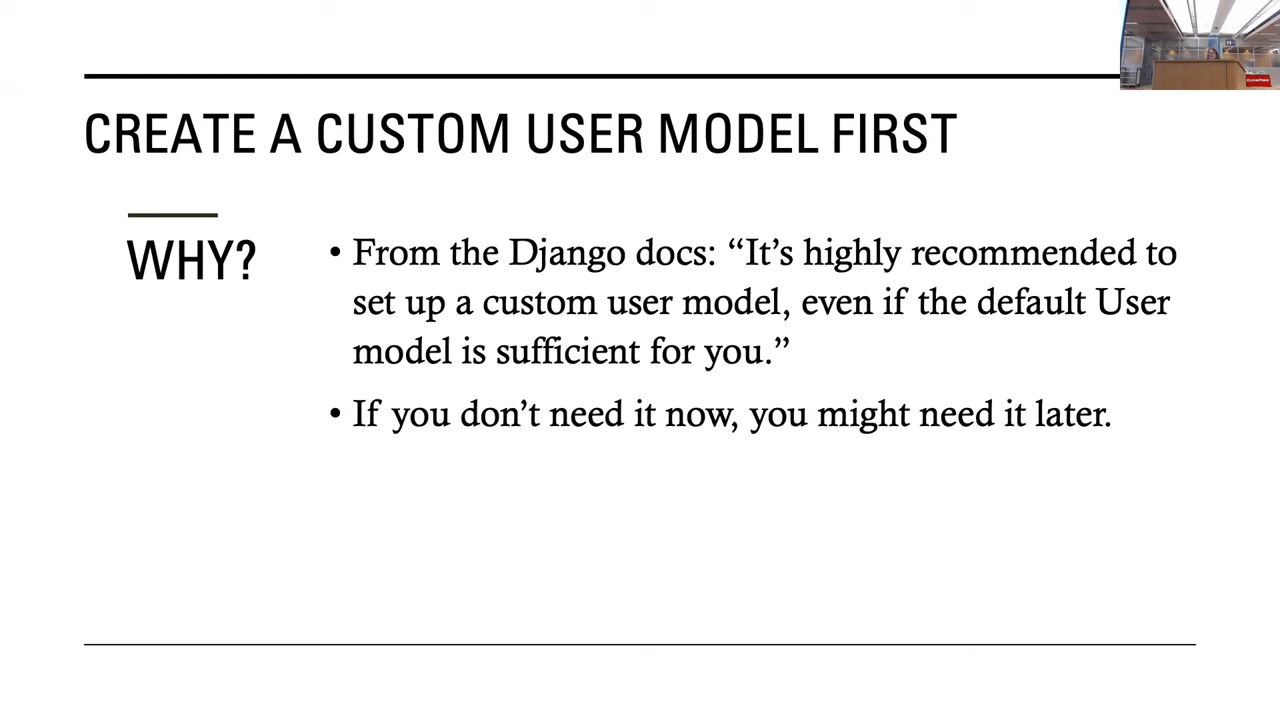 CREATE A CUSTOM USER MODEL FIRST
WHY?
• From the Django docs: “It’s highly recommended to
set up a custom user model, even if the default User
model is sufficient for you.”
• If you don’t need it now, you might need it later.